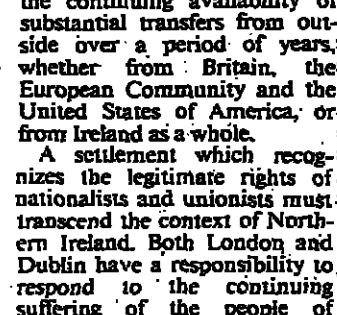 the continuing availability of
substantial transfers from out-
side over a period of years,
whether from Britain, the
European Community and the
United States of America, or
from Ireland as a whole.
A settlement which recog-
nizes the legitimate rights of
nationalists and unionists must
transcend the context of North-
ern Ireland. Both London and
Dublin have a responsibility to
respond to the continuing
suffering of the people of